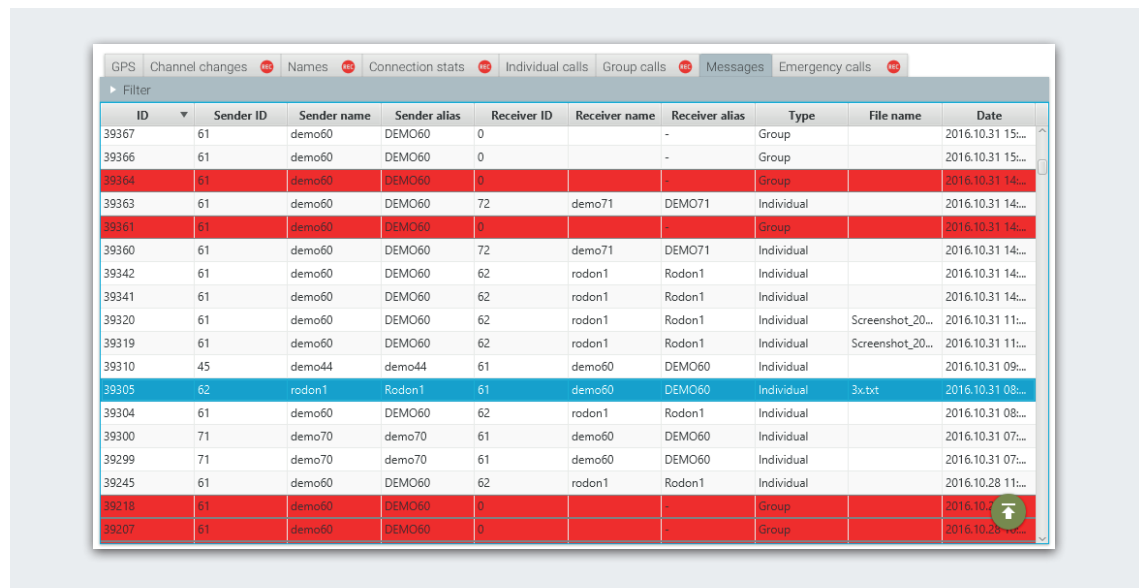 GPS Channel changes REC Names REC Connection stats REC Individual calls Group calls REC Messages Emergency calls REC
Filter
ID Sender ID Sender name Sender alias Receiver ID Receiver name Receiver alias Type File name Date
39367 61 demo60 DEMO60 0 - Group 2016.10.31 15:...
39366 61 demo60 DEMO60 0 - Group 2016.10.31 15:...
39364 61 demo60 DEMO60 0 - Group 2016.10.31 14:...
39363 61 demo60 DEMO60 72 demo71 DEMO71 Individual 2016.10.31 14:...
39361 61 demo60 DEMO60 0 - Group 2016.10.31 14:...
39360 61 demo60 DEMO60 72 demo71 DEMO71 Individual 2016.10.31 14:...
39342 61 demo60 DEMO60 62 rodon1 Rodon1 Individual 2016.10.31 14:...
39341 61 demo60 DEMO60 62 rodon1 Rodon1 Individual 2016.10.31 14:...
39320 61 demo60 DEMO60 62 rodon1 Rodon1 Individual Screenshot_20... 2016.10.31 11:...
39319 61 demo60 DEMO60 62 rodon1 Rodon1 Individual Screenshot_20... 2016.10.31 11:...
39310 45 demo44 demo44 61 demo60 DEMO60 Individual 2016.10.31 09:...
39305 62 rodon1 Rodon1 61 demo60 DEMO60 Individual 3x.txt 2016.10.31 08:...
39304 61 demo60 DEMO60 62 rodon1 Rodon1 Individual 2016.10.31 08:...
39300 71 demo70 demo70 61 demo60 DEMO60 Individual 2016.10.31 07:...
39299 71 demo70 demo70 61 demo60 DEMO60 Individual 2016.10.31 07:...
39245 61 demo60 DEMO60 62 rodon1 Rodon1 Individual 2016.10.28 11:...
39218 61 demo60 DEMO60 0 - Group 2016.10.
39207 61 demo60 DEMO60 0 - Group 2016.10.28